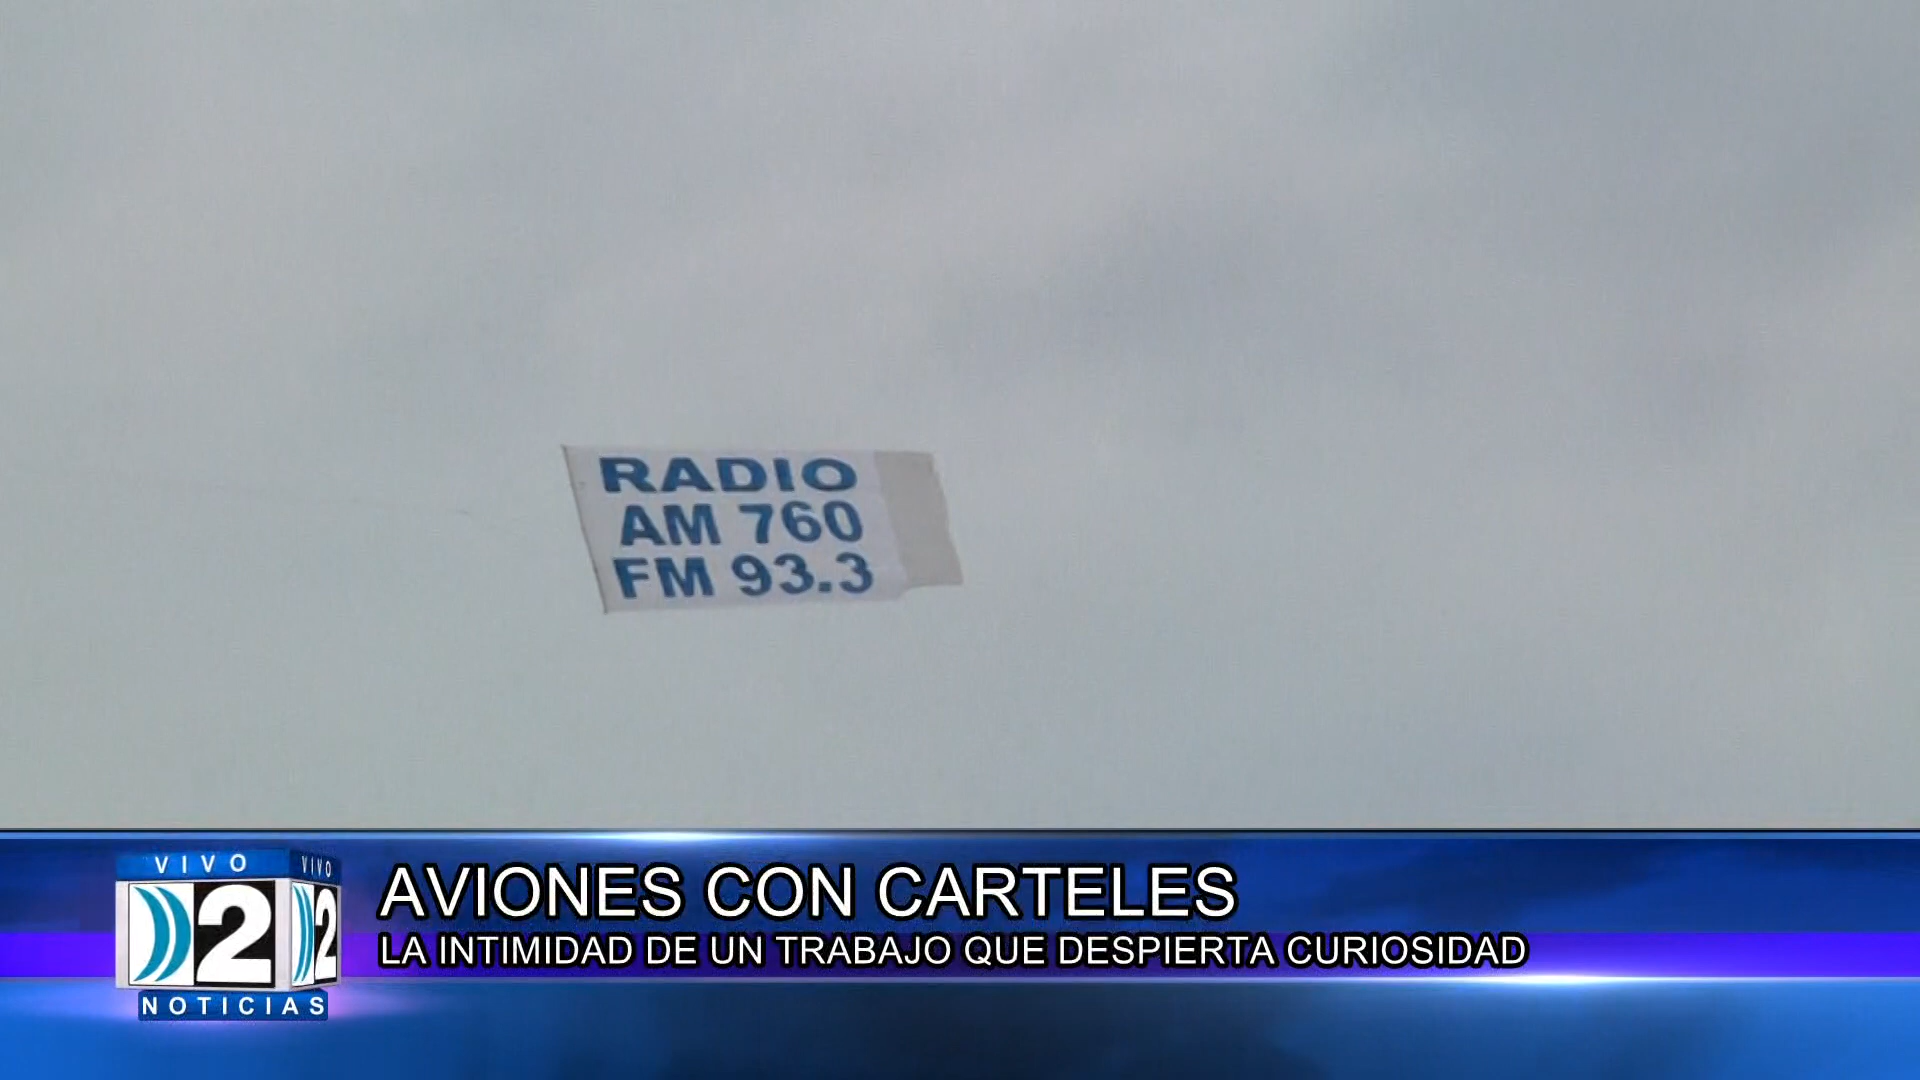 RADIO
AM 760
FM 93.3
VIVO VIVO
2 2
NOTICIAS
AVIONES CON CARTELES
LA INTIMIDAD DE UN TRABAJO QUE DESPIERTA CURIOSIDAD